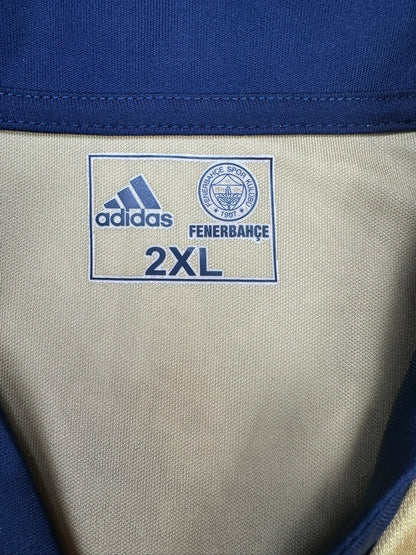 FENERBAHÇE SPOR KULÜBÜ
1907
adidas
FENERBAHÇE
2XL